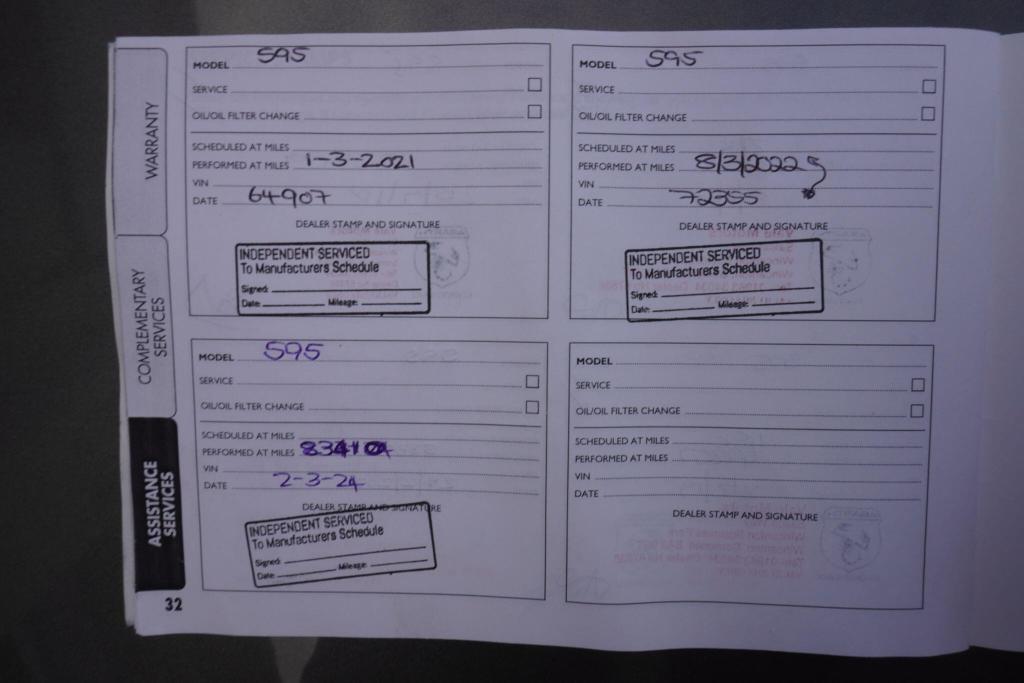 WARRANTY
COMPLEMENTARY
SERVICES
ASSISTANCE
SERVICES
32
MODEL 595
SERVICE
OIL/OIL FILTER CHANGE
SCHEDULED AT MILES
PERFORMED AT MILES 1-3-2021
VIN
DATE 64907
DEALER STAMP AND SIGNATURE
INDEPENDENT SERVICED
To Manufacturers Schedule
Signed:
Date: Mileage:
MODEL 595
SERVICE
OIL/OIL FILTER CHANGE
SCHEDULED AT MILES
PERFORMED AT MILES 8/3/2022
VIN
DATE 72355
DEALER STAMP AND SIGNATURE
INDEPENDENT SERVICED
To Manufacturers Schedule
Signed:
Date: Mileage:
MODEL 595
SERVICE
OIL/OIL FILTER CHANGE
SCHEDULED AT MILES
PERFORMED AT MILES
VIN
DATE 2-3-24
DEALER STAMP AND SIGNATURE
INDEPENDENT SERVICED
To Manufacturers Schedule
Signed:
Date: Mileage:
MODEL
SERVICE
OIL/OIL FILTER CHANGE
SCHEDULED AT MILES
PERFORMED AT MILES
VIN
DATE
DEALER STAMP AND SIGNATURE